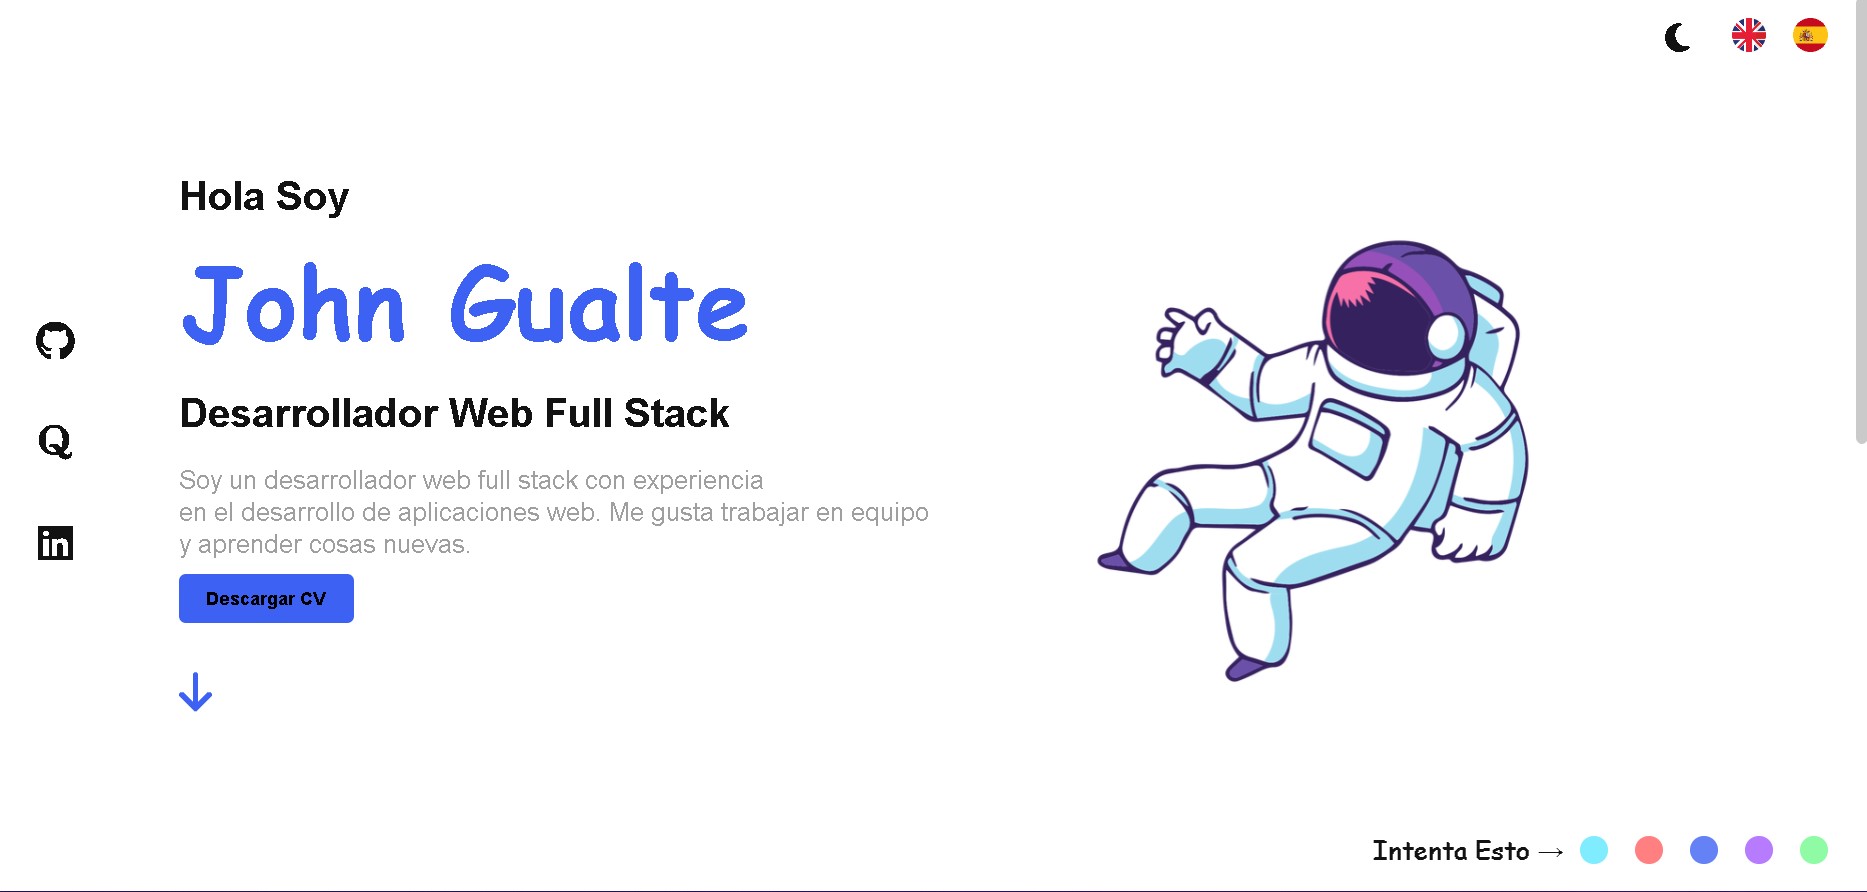 Hola Soy
John Gualte
Desarrollador Web Full Stack
Soy un desarrollador web full stack con experiencia
en el desarrollo de aplicaciones web. Me gusta trabajar en equipo
y aprender cosas nuevas.
Descargar CV
Intenta Esto →